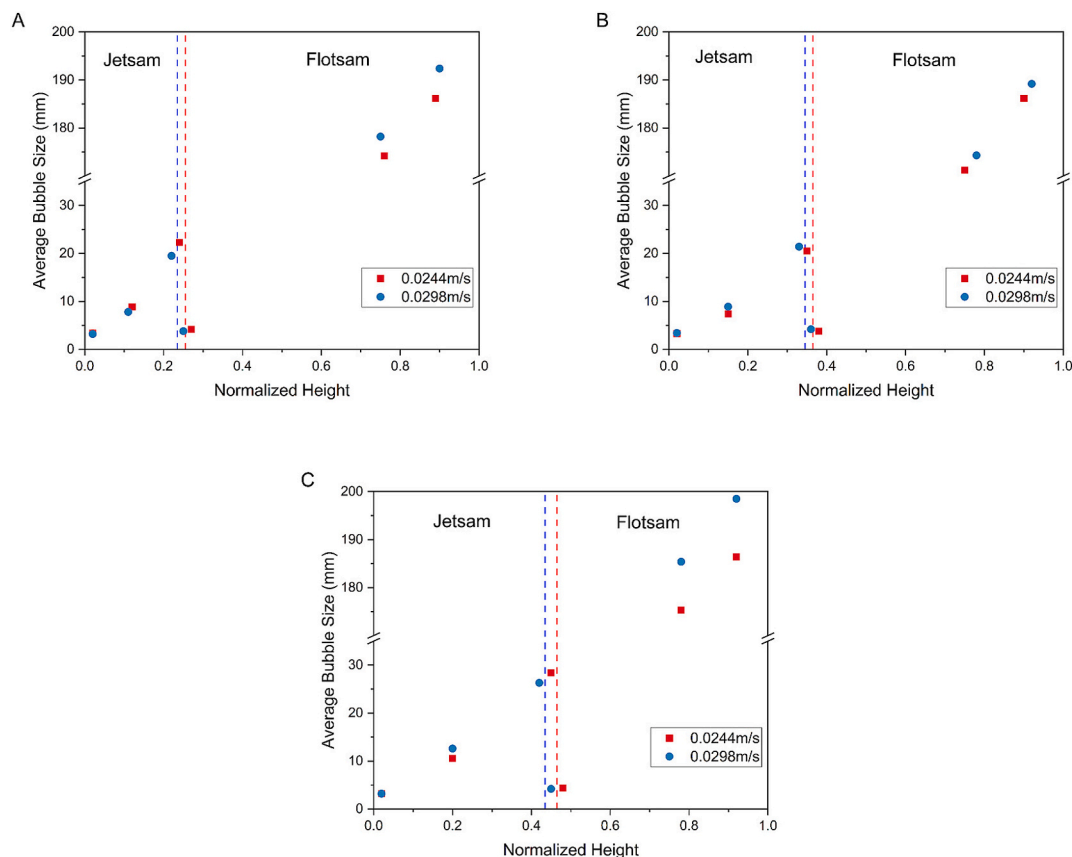 A
200
190
180
30
20
10
0
Average Bubble Size (mm)
Jetsam
Flotsam
0.0244m/s
0.0298m/s
0.0 0.2 0.4 0.6 0.8 1.0
Normalized Height
B
200
190
180
30
20
10
0
Average Bubble Size (mm)
Jetsam
Flotsam
0.0244m/s
0.0298m/s
0.0 0.2 0.4 0.6 0.8 1.0
Normalized Height
C
200
190
180
30
20
10
0
Average Bubble Size (mm)
Jetsam
Flotsam
0.0244m/s
0.0298m/s
0.0 0.2 0.4 0.6 0.8 1.0
Normalized Height